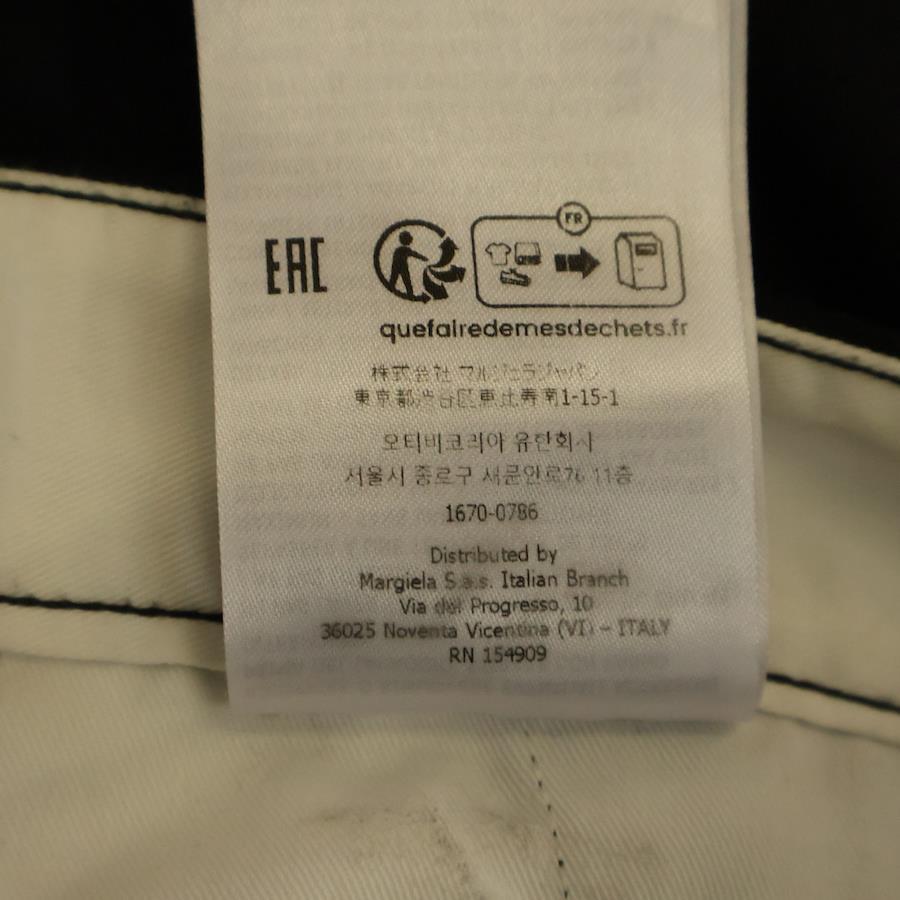 EAC
FR
quefairedemesdechets.fr
株式会社 マルジェラジャパン
東京都渋谷区恵比寿南1-15-1
오티비코리아 유한회사
서울시 종로구 새문안로76 11층
1670-0786
Distributed by
Margiela S.a.s. Italian Branch
Via del Progresso, 10
36025 Noventa Vicentina (VI) – ITALY
RN 154909